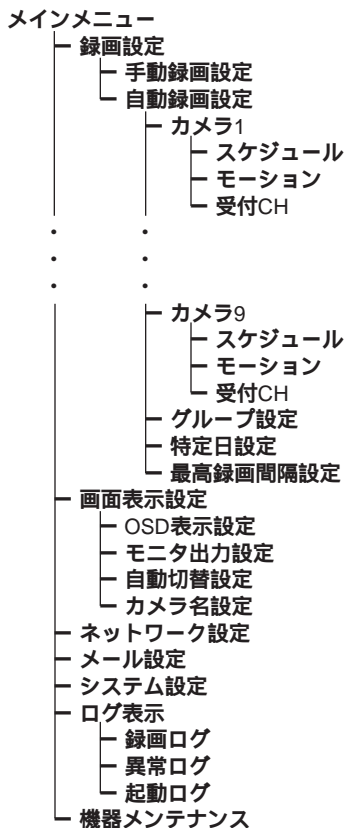 メインメニュー
録画設定
手動録画設定
自動録画設定
カメラ1
スケジュール
モーション
受付CH
・ ・
・ ・
・ ・
カメラ9
スケジュール
モーション
受付CH
グループ設定
特定日設定
最高録画間隔設定
画面表示設定
OSD表示設定
モニタ出力設定
自動切替設定
カメラ名設定
ネットワーク設定
メール設定
システム設定
ログ表示
録画ログ
異常ログ
起動ログ
機器メンテナンス